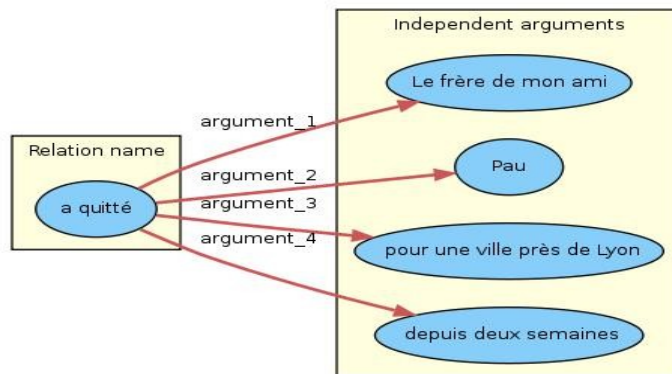 Independent arguments
Le frère de mon ami
argument_1
Relation name
argument_2
Pau
a quitté
argument_3
argument_4
pour une ville près de Lyon
depuis deux semaines